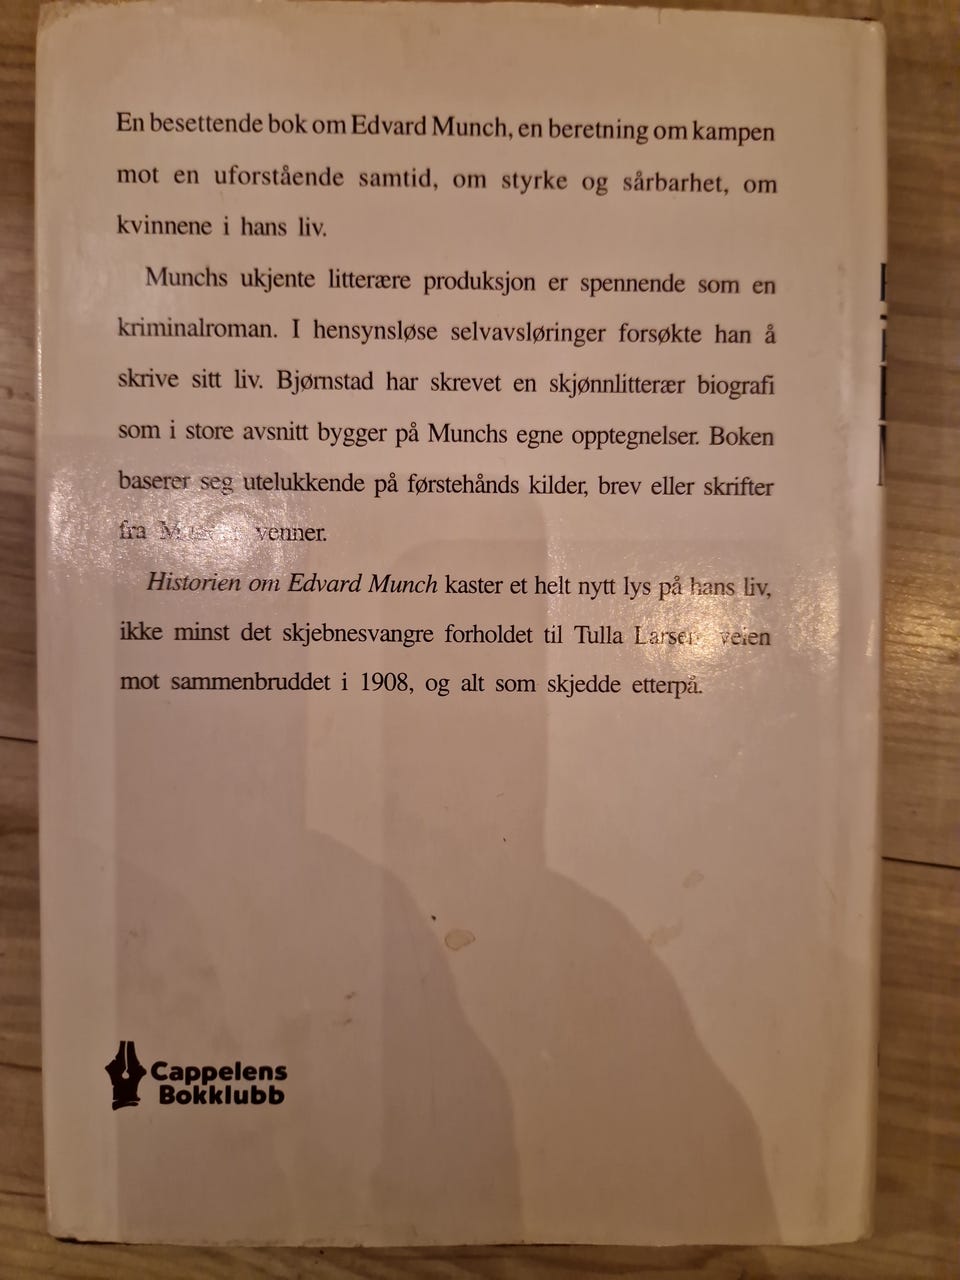 En besettende bok om Edvard Munch, en beretning om kampen
mot en uforstående samtid, om styrke og sårbarhet, om
kvinnene i hans liv.
Munchs ukjente litterære produksjon er spennende som en
kriminalroman. I hensynsløse selvavsløringer forsøkte han å
skrive sitt liv. Bjørnstad har skrevet en skjønnlitterær biografi
som i store avsnitt bygger på Munchs egne opptegnelser. Boken
baserer seg utelukkende på førstehånds kilder, brev eller skrifter
fra venner.
Historien om Edvard Munch kaster et helt nytt lys på hans liv,
ikke minst det skjebnesvangre forholdet til Tulla Larsen, veien
mot sammenbruddet i 1908, og alt som skjedde etterpå.
Cappelens
Bokklubb